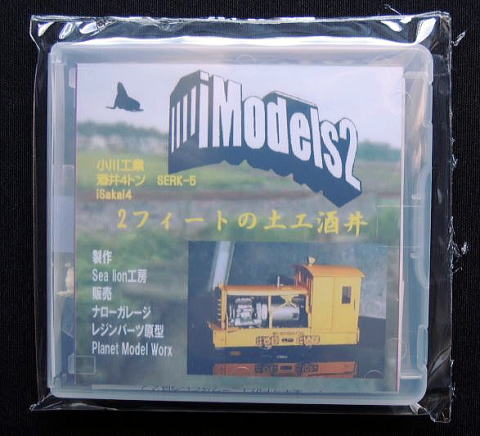 iModels2
小川工業
酒井4トン SERK-5
iSakai4
2フィートの土工酒井
製作
Sea lion工房
販売
ナローガレージ
レジンパーツ原型
Planet Model Worx